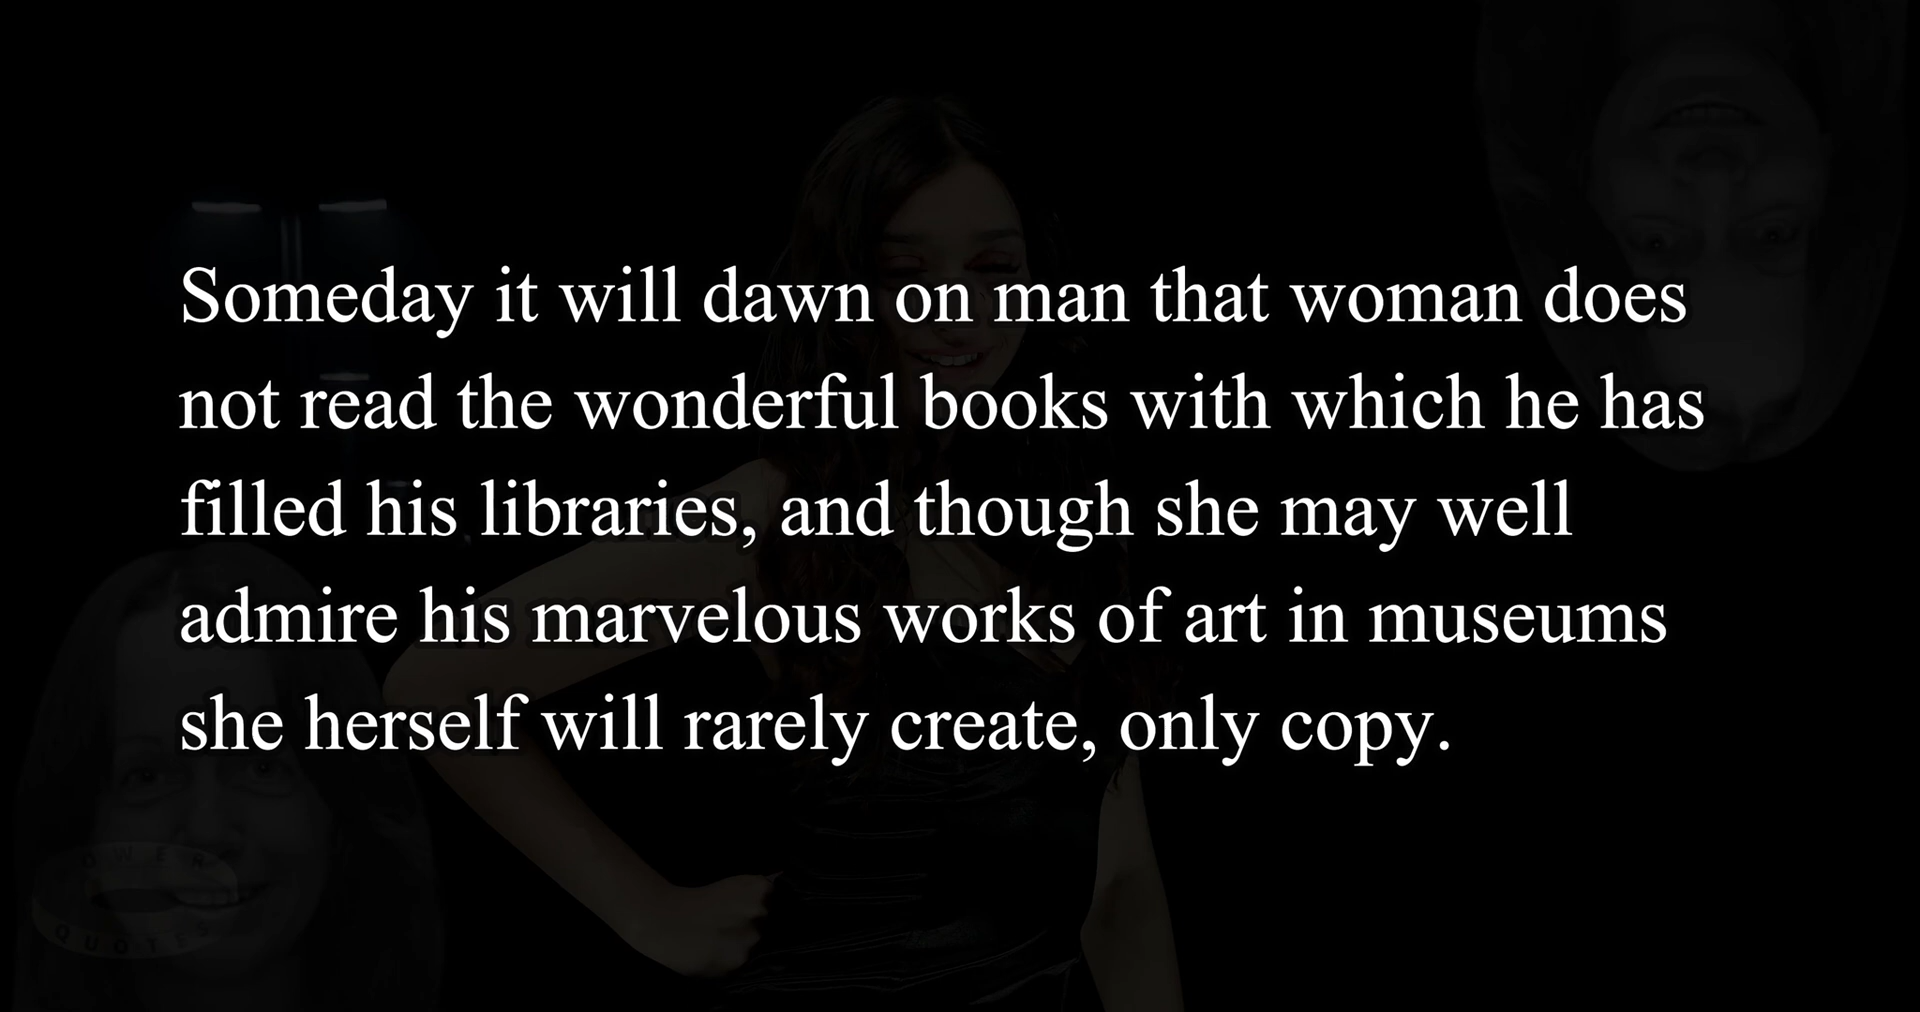 Someday it will dawn on man that woman does
not read the wonderful books with which he has
filled his libraries, and though she may well
admire his marvelous works of art in museums
she herself will rarely create, only copy.
POWER
QUOTES